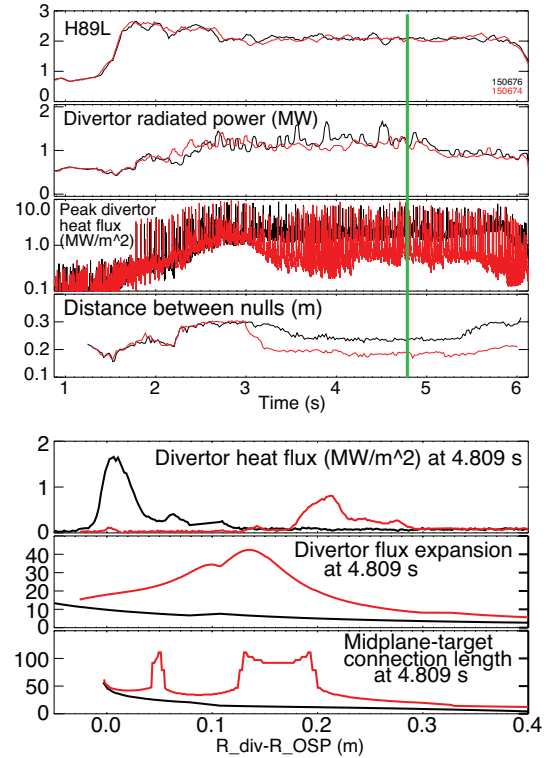 3
H89L
2
1
150676
150674
0
2
Divertor radiated power (MW)
1
0
10.0
Peak divertor
heat flux
1.0
(MW/m^2)
0.1
Distance between nulls (m)
0.3
0.2
0.1
1 2 3 4 5 6
Time (s)
2
Divertor heat flux (MW/m^2) at 4.809 s
1
0
40
Divertor flux expansion
30
at 4.809 s
20
10
0
Midplane-target
100
connection length
50
at 4.809 s
0
0.0 0.1 0.2 0.3 0.4
R_div-R_OSP (m)